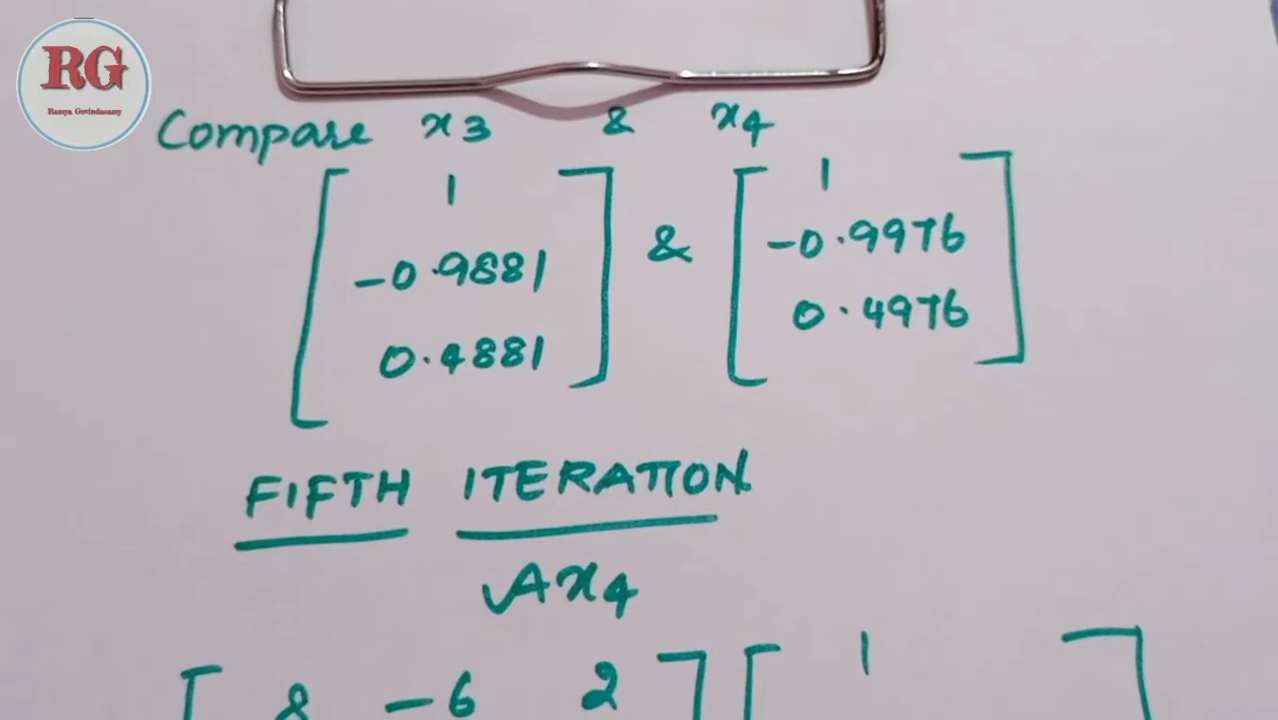 RG
Ramya Govindasamy
Compare x3 & x4
1 1
-0.9881 & -0.9976
0.4881 0.4976
FIFTH ITERATION
Ax4
1
8 -6 2